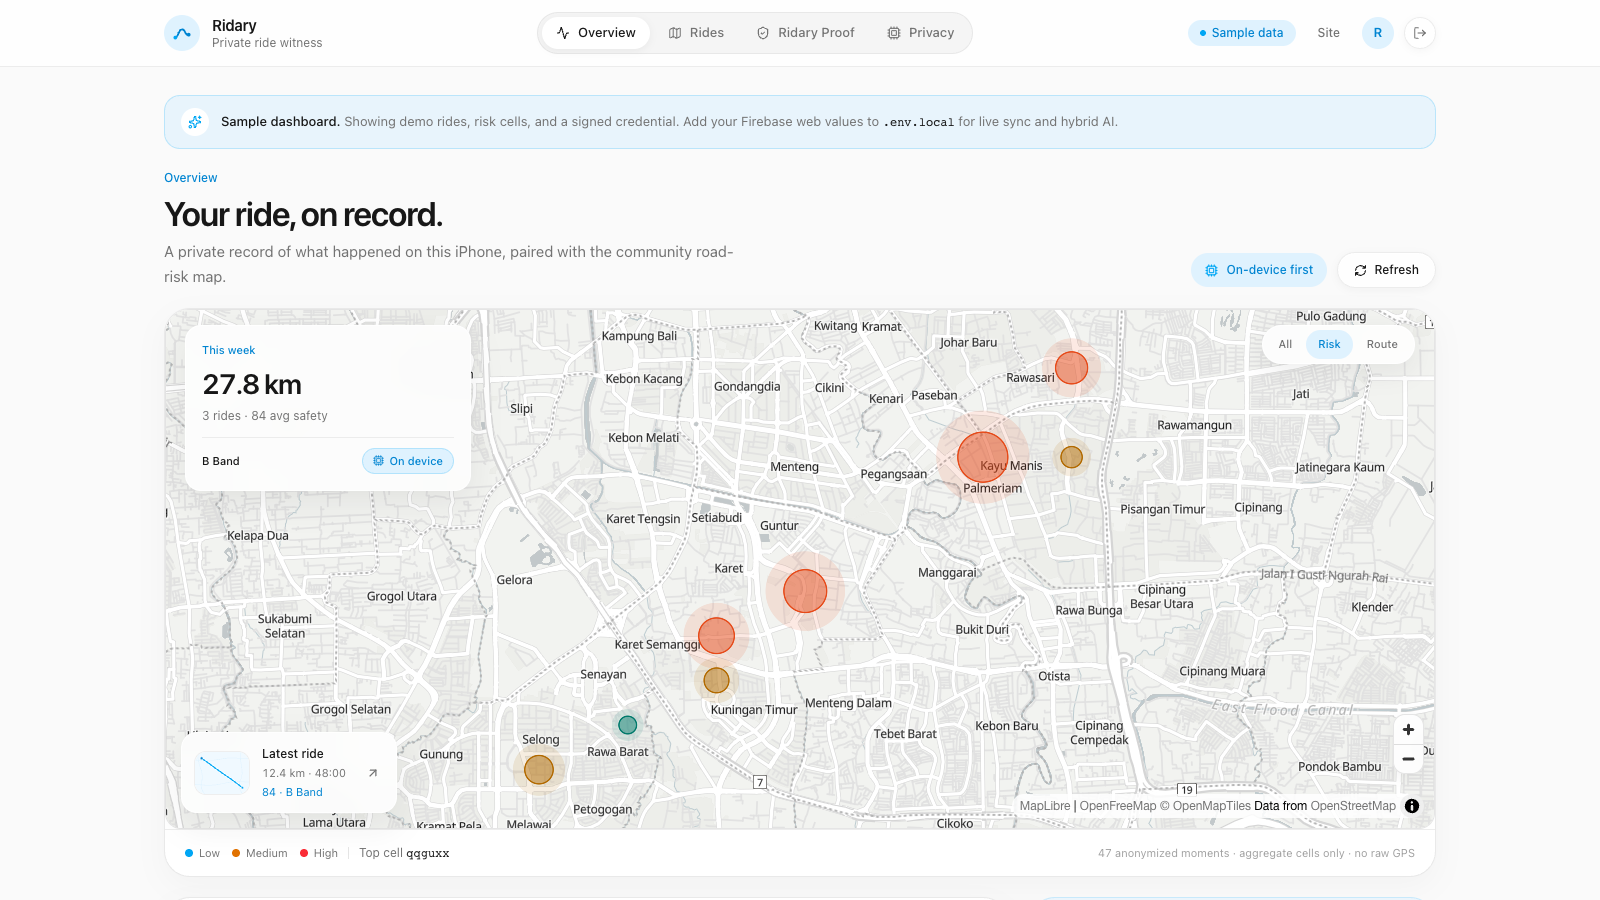 Ridary
Private ride witness
Overview
Rides
Ridary Proof
Privacy
Sample data
Site
R
Sample dashboard. Showing demo rides, risk cells, and a signed credential. Add your Firebase web values to .env.local for live sync and hybrid AI.
Overview
Your ride, on record.
A private record of what happened on this iPhone, paired with the community road-
risk map.
On-device first
Refresh
This week
27.8 km
3 rides · 84 avg safety
B Band
On device
All
Risk
Route
Pulo Gadung
Kwitang
Kramat
Kampung Bali
Johar Baru
Kebon Kacang
Gondangdia
Cikini
Rawasari
Jati
Slipi
Kenari
Paseban
Rawamangun
Kebon Melati
Menteng
Pegangsaan
Kayu Manis
Jatinegara Kaum
Palmeriam
Karet Tengsin
Setiabudi
Guntur
Pisangan Timur
Cipinang
Kelapa Dua
Gelora
Karet
Manggarai
Jalan I Gusti Ngurah Rai
Grogol Utara
Cipinang
Besar Utara
Rawa Bunga
Klender
Sukabumi
Selatan
Bukit Duri
Karet Semanggi
Senayan
Otista
Cipinang Muara
Grogol Selatan
Kuningan Timur
Menteng Dalam
East Flood Canal
Kebon Baru
Cipinang
Cempedak
Tebet Barat
Selong
Rawa Barat
Gunung
Pondok Bambu
7
19
Petogogan
Melawai
Kramat Pela
Lama Utara
Cikoko
Latest ride
12.4 km · 48:00
84 · B Band
+
−
MapLibre | OpenFreeMap © OpenMapTiles Data from OpenStreetMap
Low
Medium
High
Top cell qqguxx
47 anonymized moments · aggregate cells only · no raw GPS